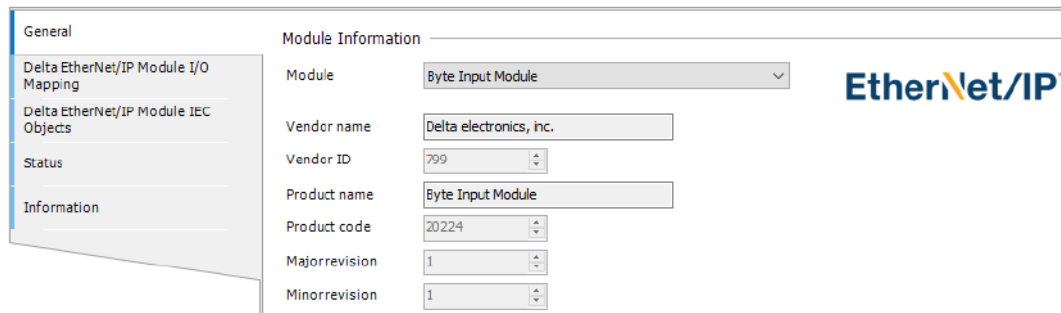 General
Delta EtherNet/IP Module I/O
Mapping
Delta EtherNet/IP Module IEC
Objects
Status
Information
Module Information
Module
Byte Input Module
EtherNet/IP
Vendor name
Delta electronics, inc.
Vendor ID
799
Product name
Byte Input Module
Product code
20224
Majorrevision
1
Minorrevision
1